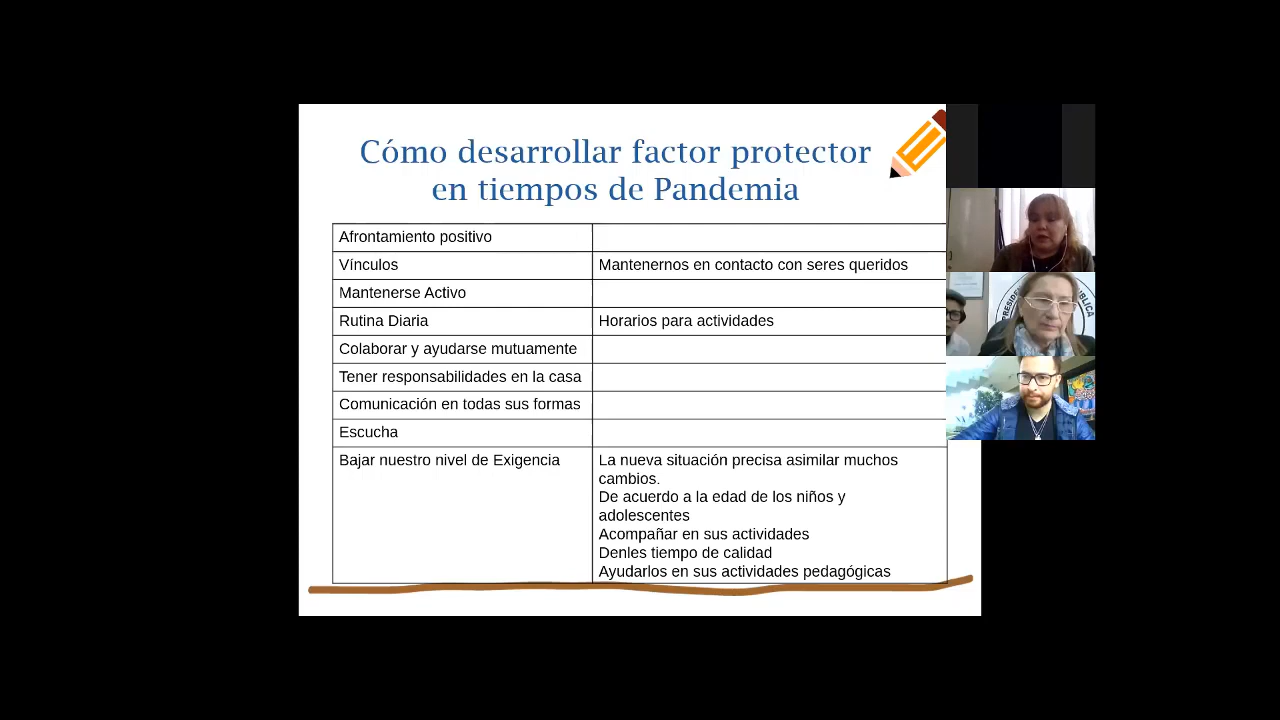 Cómo desarrollar factor protector
en tiempos de Pandemia
Afrontamiento positivo
Vínculos
Mantenernos en contacto con seres queridos
Mantenerse Activo
Rutina Diaria
Horarios para actividades
Colaborar y ayudarse mutuamente
Tener responsabilidades en la casa
Comunicación en todas sus formas
Escucha
Bajar nuestro nivel de Exigencia
La nueva situación precisa asimilar muchos
cambios.
De acuerdo a la edad de los niños y
adolescentes
Acompañar en sus actividades
Denles tiempo de calidad
Ayudarlos en sus actividades pedagógicas